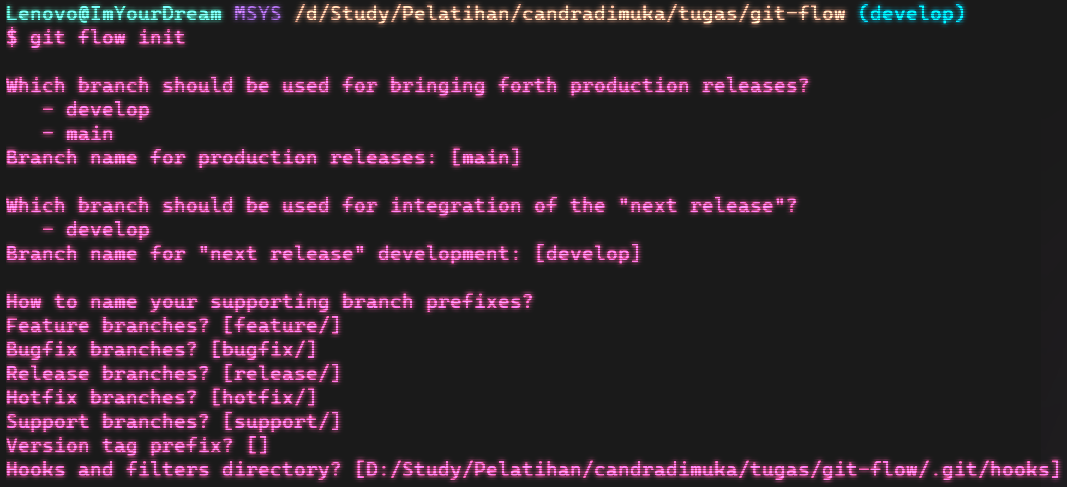 Lenovo@ImYourDream MSYS /d/Study/Pelatihan/candradimuka/tugas/git-flow (develop)
$ git flow init
Which branch should be used for bringing forth production releases?
- develop
- main
Branch name for production releases: [main]
Which branch should be used for integration of the "next release"?
- develop
Branch name for "next release" development: [develop]
How to name your supporting branch prefixes?
Feature branches? [feature/]
Bugfix branches? [bugfix/]
Release branches? [release/]
Hotfix branches? [hotfix/]
Support branches? [support/]
Version tag prefix? []
Hooks and filters directory? [D:/Study/Pelatihan/candradimuka/tugas/git-flow/.git/hooks]